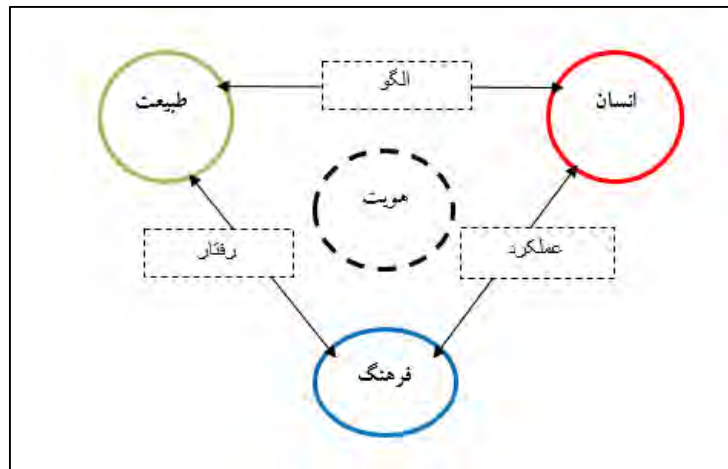 الگو
انسان
طبیعت
هویت
عملکرد
رفتار
فرهنگ